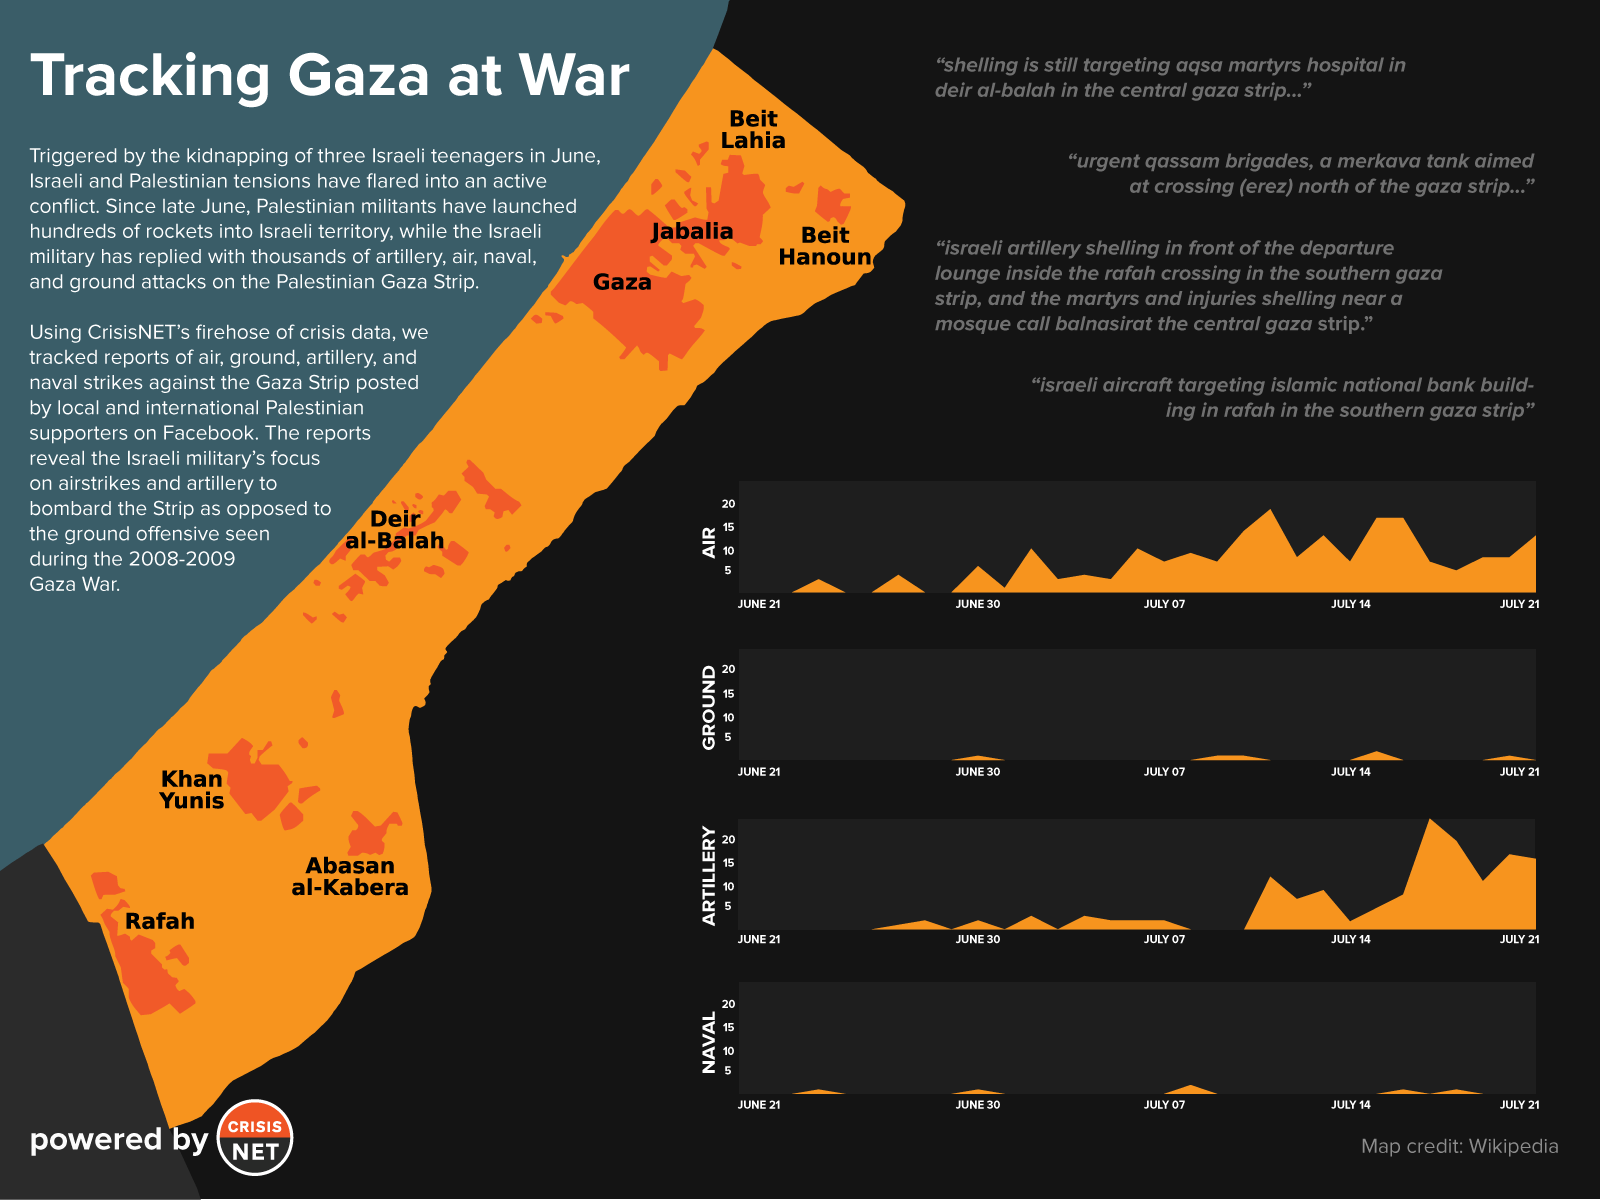 Tracking Gaza at War
Triggered by the kidnapping of three Israeli teenagers in June,
Israeli and Palestinian tensions have flared into an active
conflict. Since late June, Palestinian militants have launched
hundreds of rockets into Israeli territory, while the Israeli
military has replied with thousands of artillery, air, naval,
and ground attacks on the Palestinian Gaza Strip.
Using CrisisNET’s firehose of crisis data, we
tracked reports of air, ground, artillery, and
naval strikes against the Gaza Strip posted
by local and international Palestinian
supporters on Facebook. The reports
reveal the Israeli military’s focus
on airstrikes and artillery to
bombard the Strip as opposed to
the ground offensive seen
during the 2008-2009
Gaza War.
Beit
Lahia
Jabalia
Beit
Hanoun
Gaza
Deir
al-Balah
Khan
Yunis
Abasan
al-Kabera
Rafah
“shelling is still targeting aqsa martyrs hospital in
deir al-balah in the central gaza strip...”
“urgent qassam brigades, a merkava tank aimed
at crossing (erez) north of the gaza strip...”
“israeli artillery shelling in front of the departure
lounge inside the rafah crossing in the southern gaza
strip, and the martyrs and injuries shelling near a
mosque call balnasirat the central gaza strip.”
“israeli aircraft targeting islamic national bank build-
ing in rafah in the southern gaza strip”
AIR
20
15
10
5
JUNE 21 JUNE 30 JULY 07 JULY 14 JULY 21
GROUND
20
15
10
5
JUNE 21 JUNE 30 JULY 07 JULY 14 JULY 21
ARTILLERY
20
15
10
5
JUNE 21 JUNE 30 JULY 07 JULY 14 JULY 21
NAVAL
20
15
10
5
JUNE 21 JUNE 30 JULY 07 JULY 14 JULY 21
powered by
CRISIS
NET
Map credit: Wikipedia